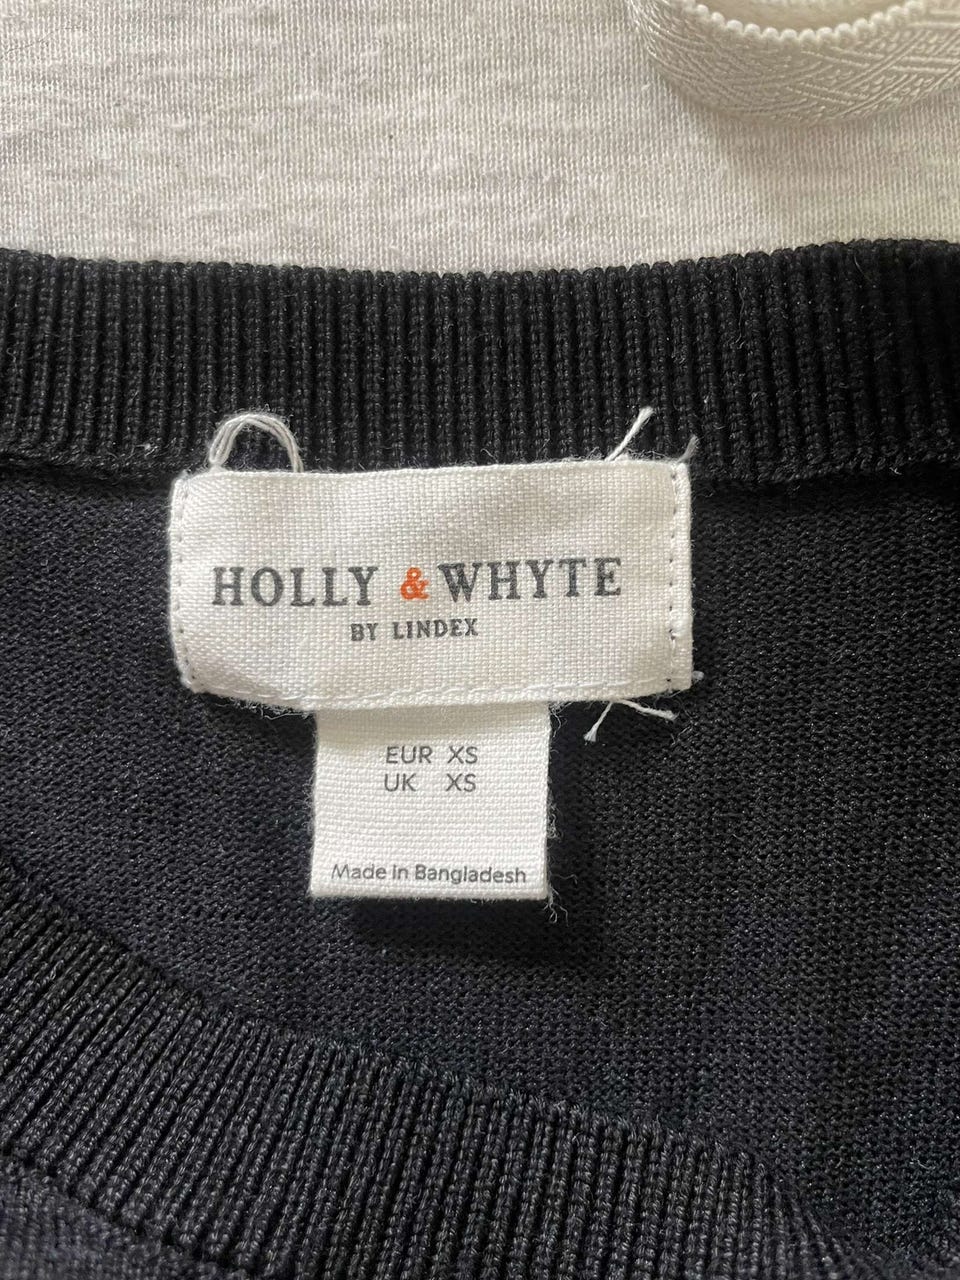 HOLLY & WHYTE
BY LINDEX
EUR XS
UK XS
Made in Bangladesh